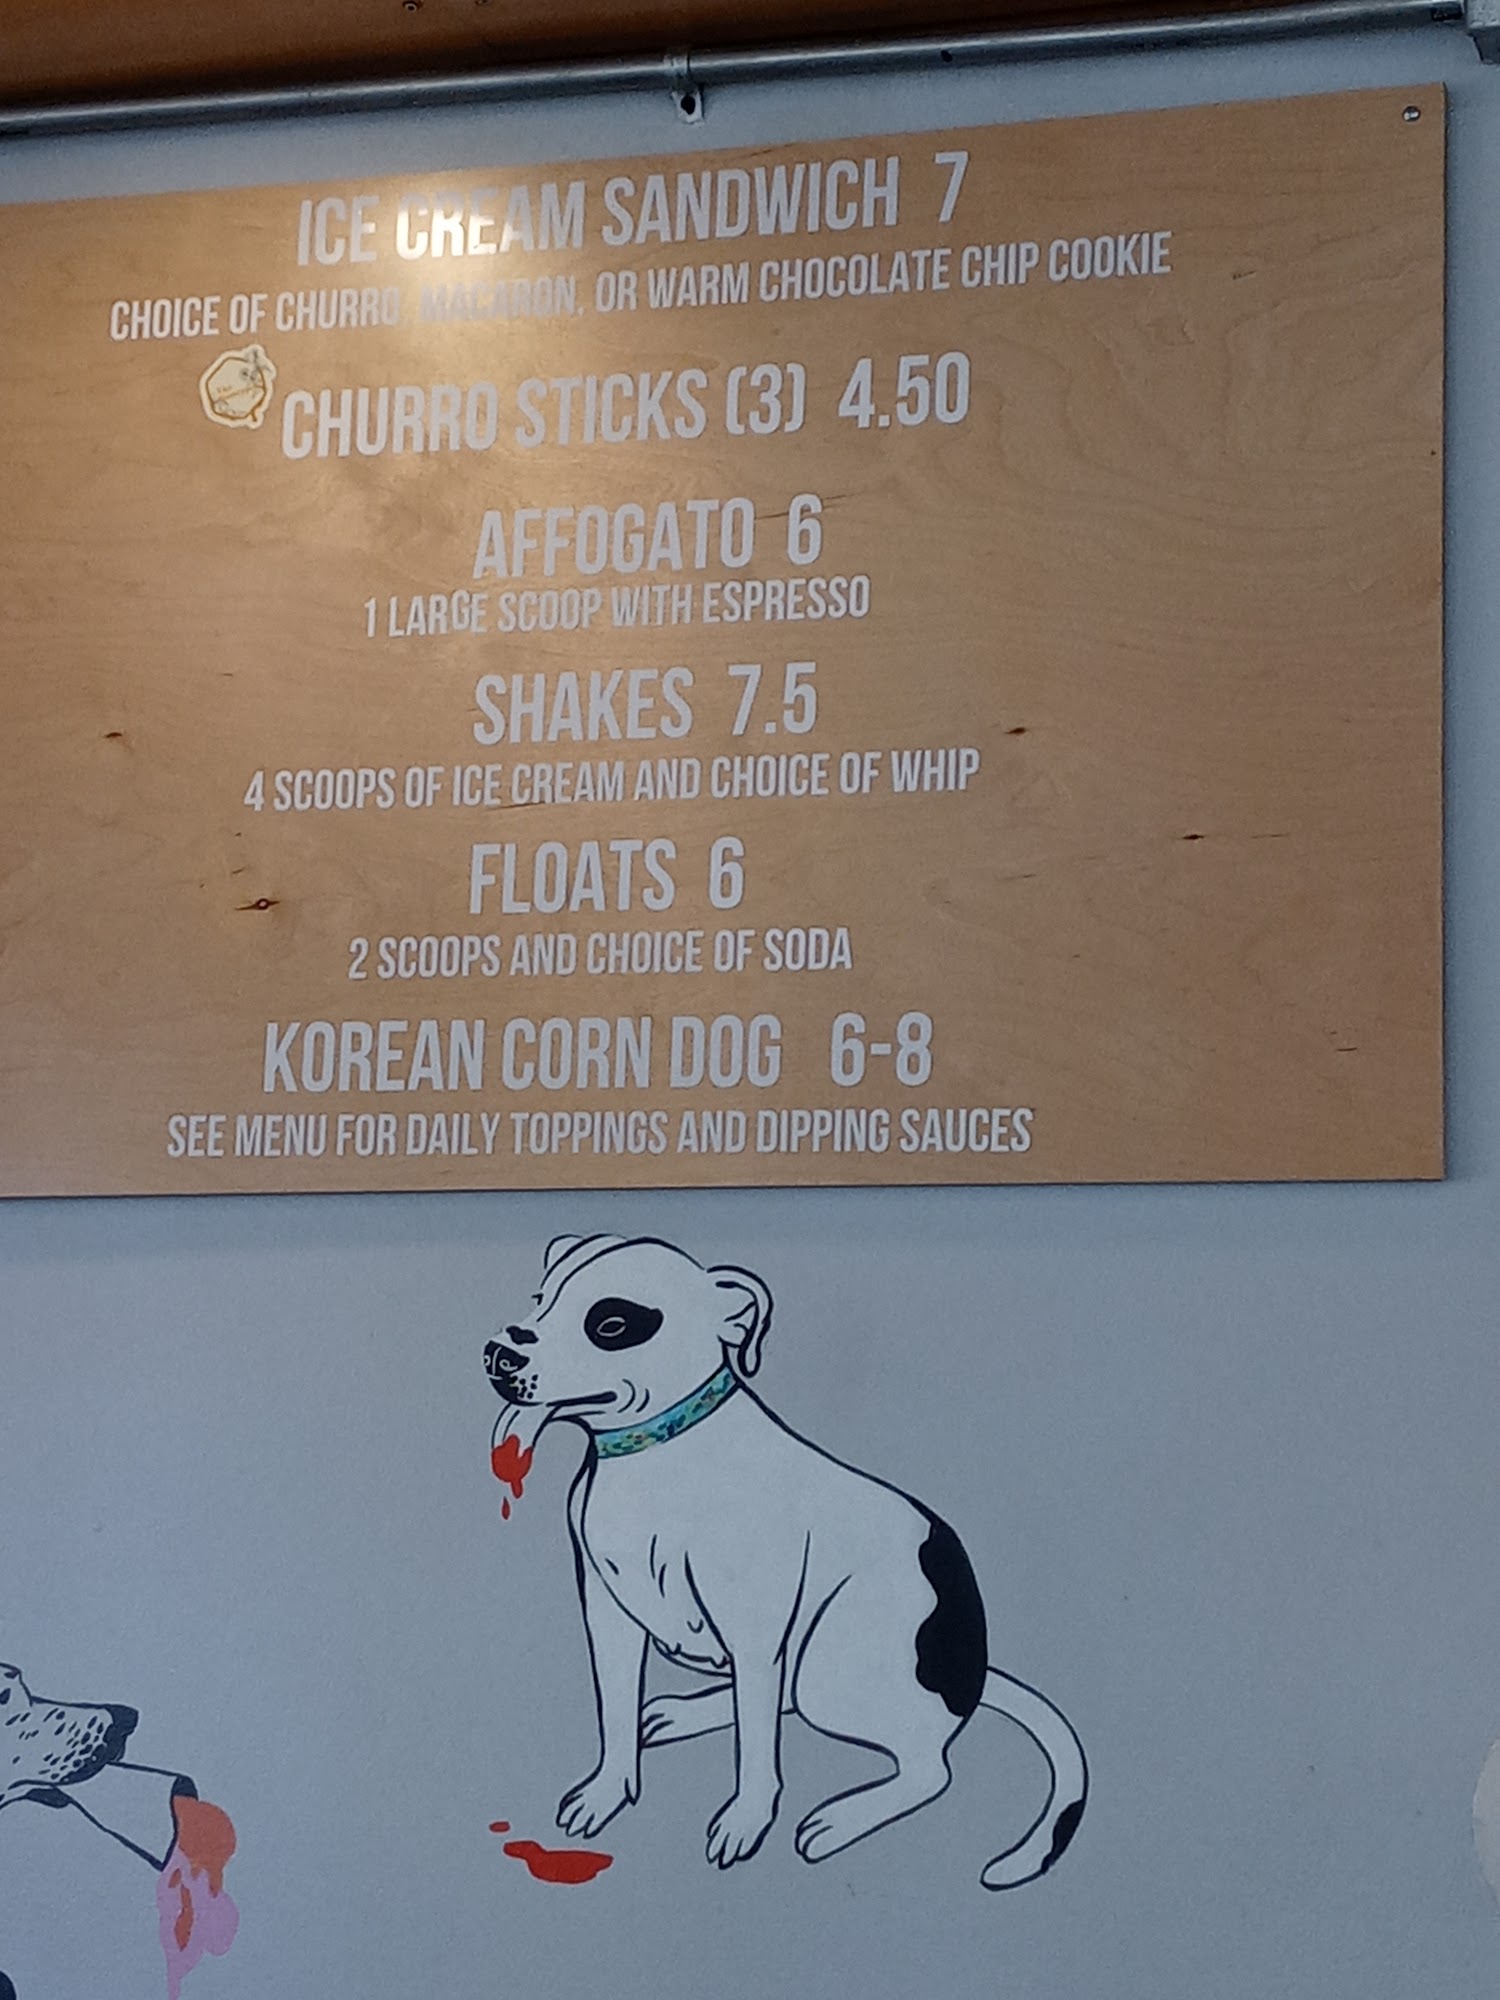 ICE CREAM SANDWICH 7
CHOICE OF CHURRO, MACARON, OR WARM CHOCOLATE CHIP COOKIE
CHURRO STICKS (3) 4.50
AFFOGATO 6
1 LARGE SCOOP WITH ESPRESSO
SHAKES 7.5
4 SCOOPS OF ICE CREAM AND CHOICE OF WHIP
FLOATS 6
2 SCOOPS AND CHOICE OF SODA
KOREAN CORN DOG 6-8
SEE MENU FOR DAILY TOPPINGS AND DIPPING SAUCES